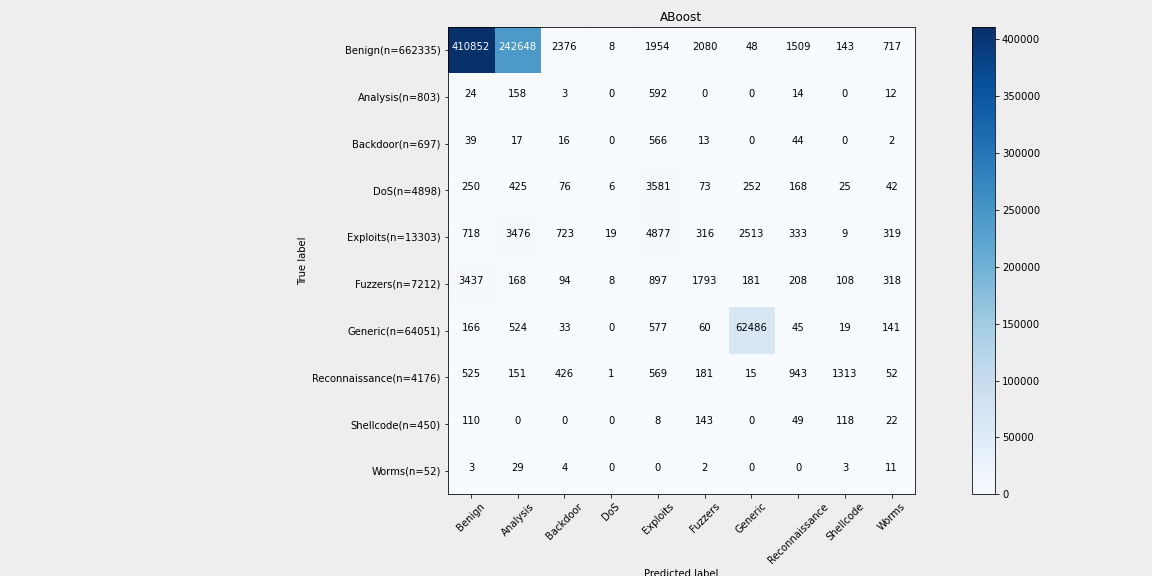 ABoost
Benign(n=662335) 410852 242648 2376 8 1954 2080 48 1509 143 717
Analysis(n=803) 24 158 3 0 592 0 0 14 0 12
Backdoor(n=697) 39 17 16 0 566 13 0 44 0 2
DoS(n=4898) 250 425 76 6 3581 73 252 168 25 42
Exploits(n=13303) 718 3476 723 19 4877 316 2513 333 9 319
Fuzzers(n=7212) 3437 168 94 8 897 1793 181 208 108 318
Generic(n=64051) 166 524 33 0 577 60 62486 45 19 141
Reconnaissance(n=4176) 525 151 426 1 569 181 15 943 1313 52
Shellcode(n=450) 110 0 0 0 8 143 0 49 118 22
Worms(n=52) 3 29 4 0 0 2 0 0 3 11
Benign Analysis Backdoor DoS Exploits Fuzzers Generic Reconnaissance Shellcode Worms
True label
Predicted label
400000
350000
300000
250000
200000
150000
100000
50000
0